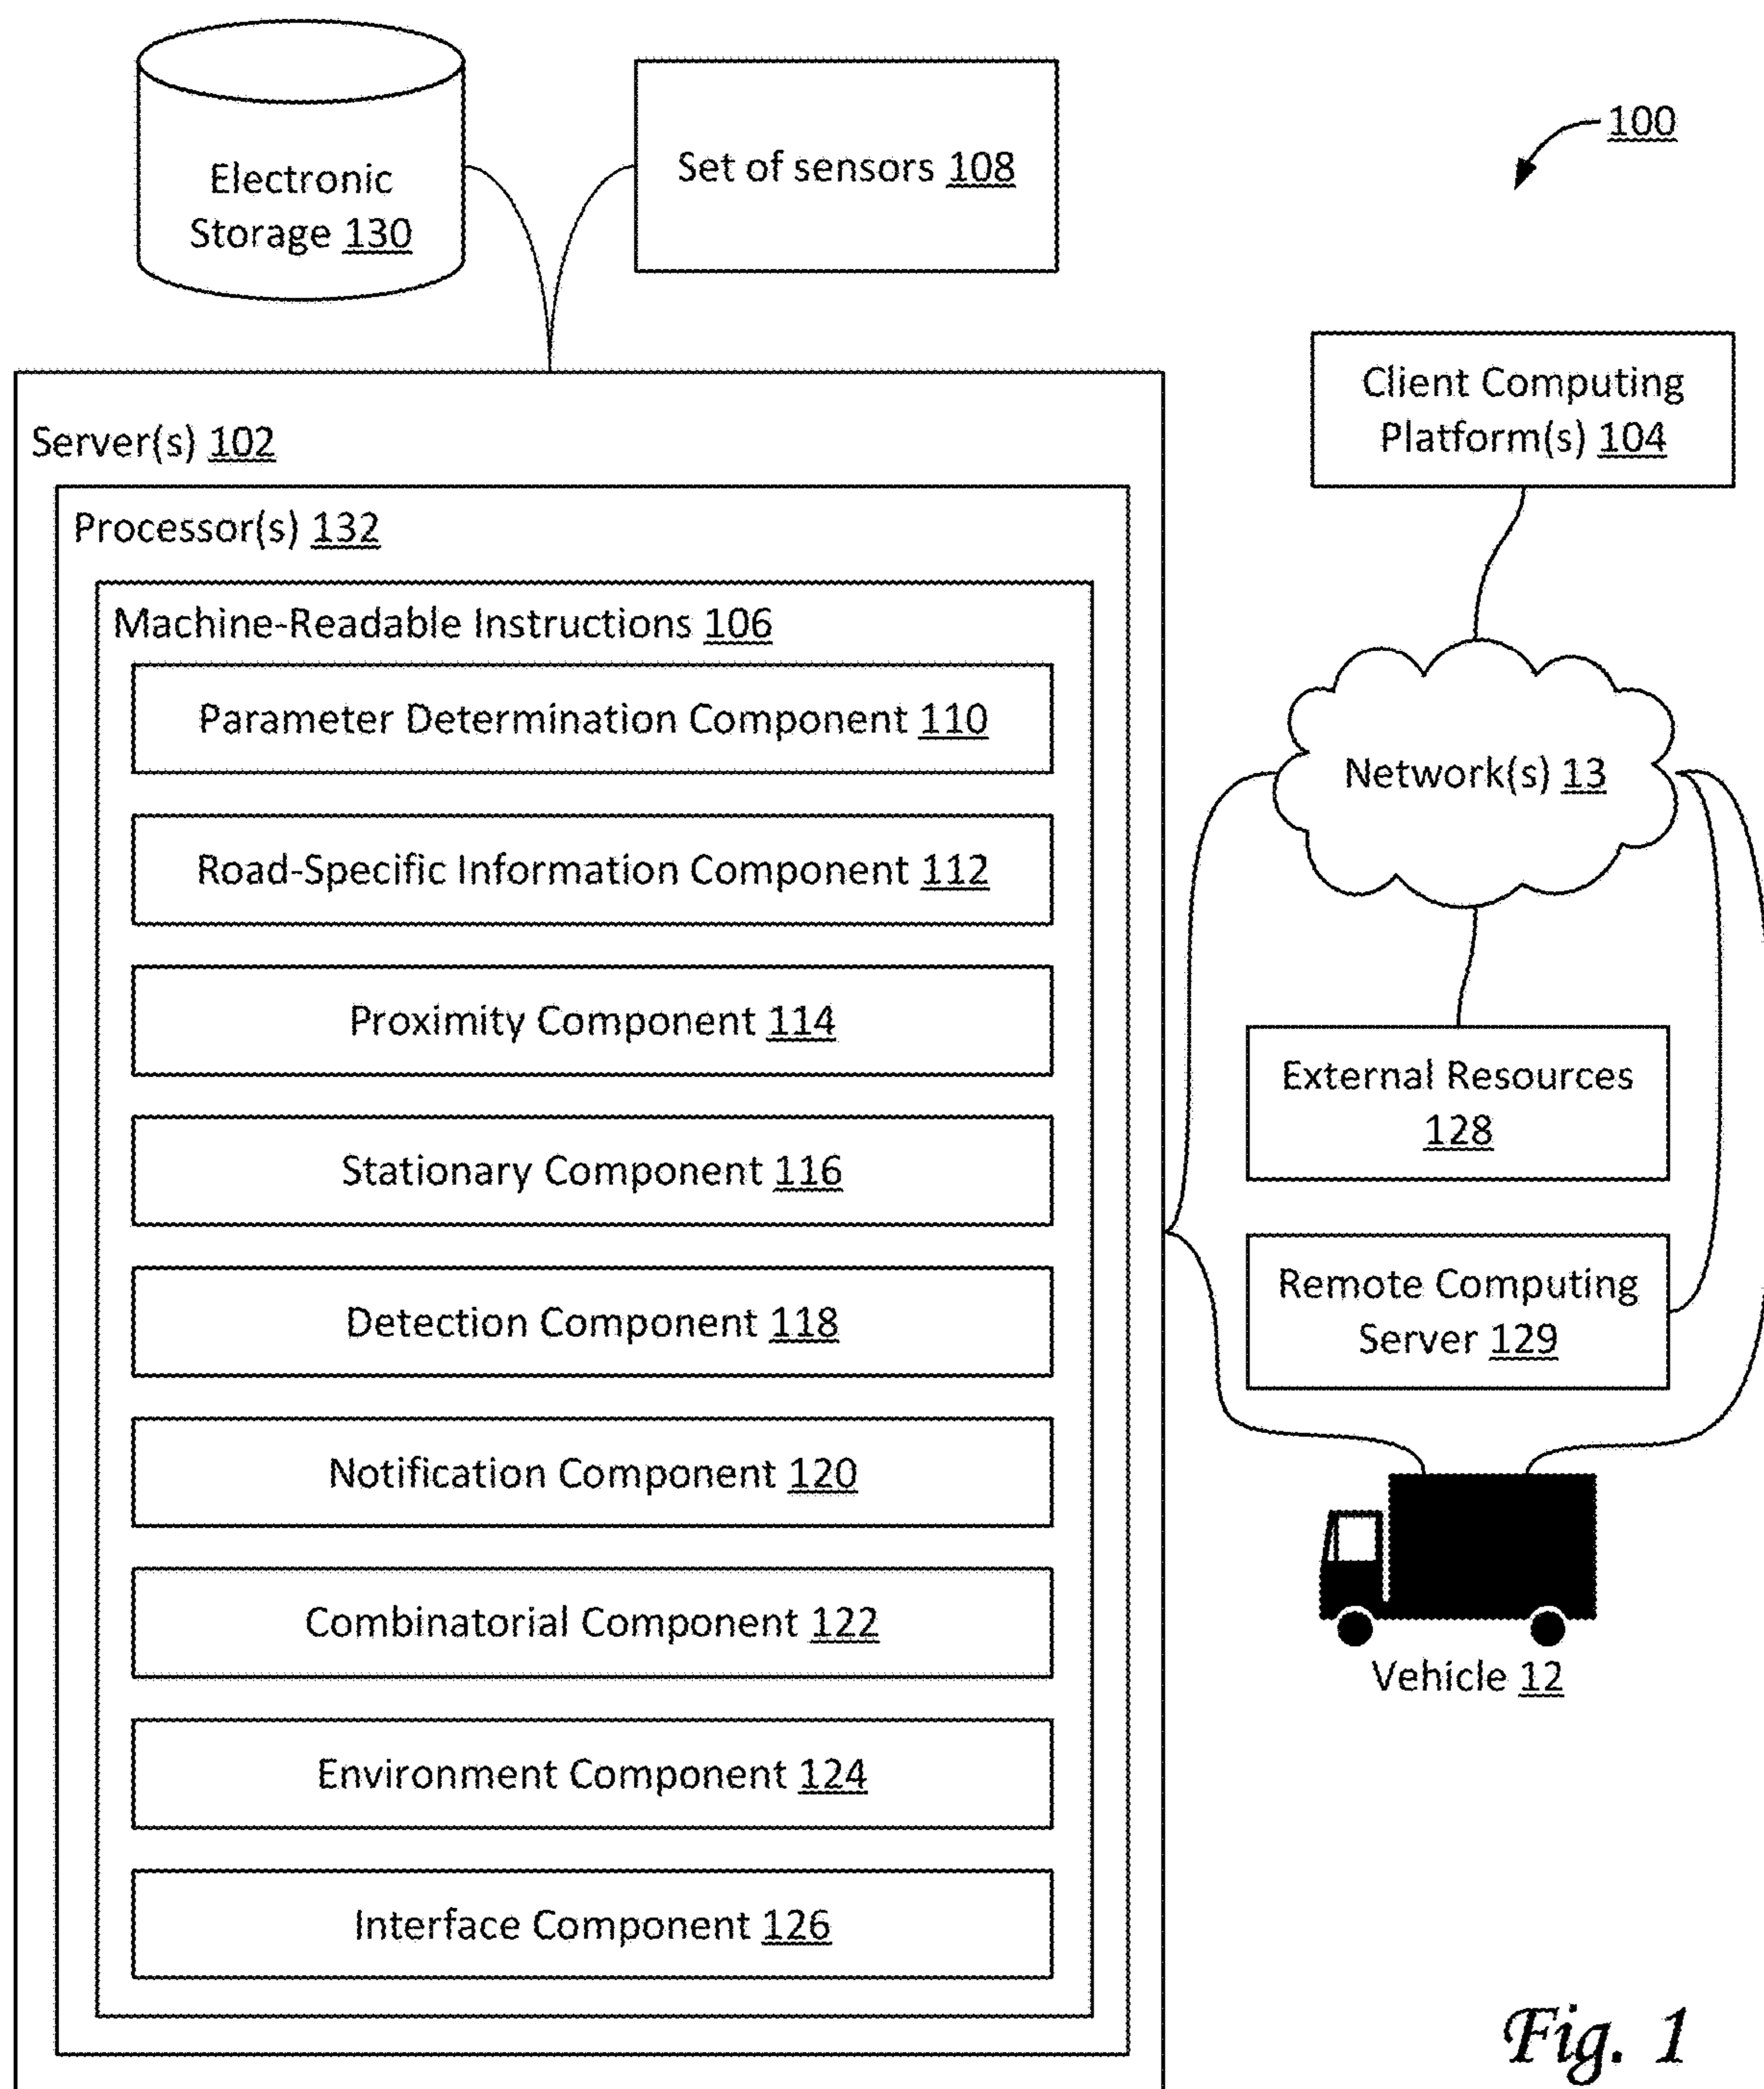 Electronic
Storage 130
Set of sensors 108
100
Client Computing
Platform(s) 104
Server(s) 102
Processor(s) 132
Machine-Readable Instructions 106
Parameter Determination Component 110
Road-Specific Information Component 112
Proximity Component 114
Stationary Component 116
Detection Component 118
Notification Component 120
Combinatorial Component 122
Environment Component 124
Interface Component 126
Network(s) 13
External Resources
128
Remote Computing
Server 129
Vehicle 12
Fig. 1